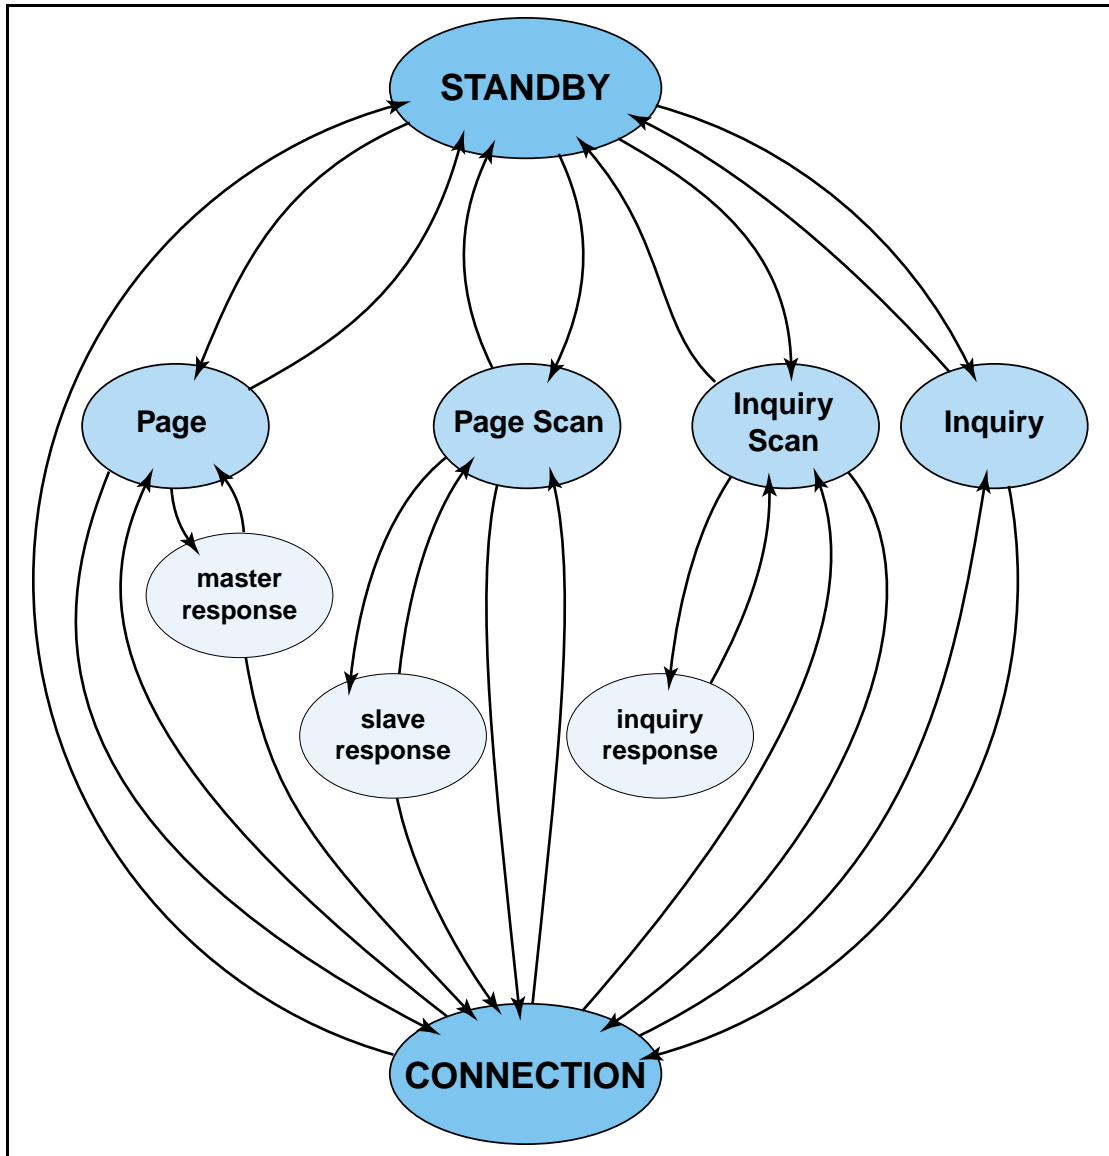 STANDBY
Page
Page Scan
Inquiry
Scan
Inquiry
master
response
slave
response
inquiry
response
CONNECTION